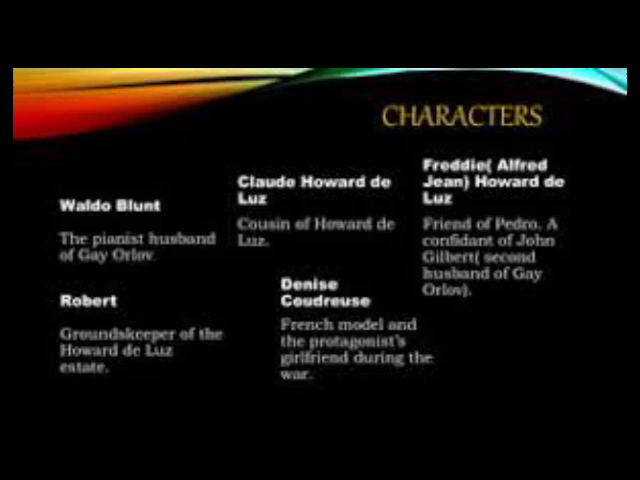 CHARACTERS
Waldo Blunt
The pianist husband
of Gay Orlov
Claude Howard de
Luz
Cousin of Howard de
Luz.
Freddie( Alfred
Jean) Howard de
Luz
Friend of Pedro. A
confidant of John
Gilbert( second
husband of Gay
Orlov).
Robert
Groundskeeper of the
Howard de Luz
estate.
Denise
Coudreuse
French model and
the protagonist's
girlfriend during the
war.